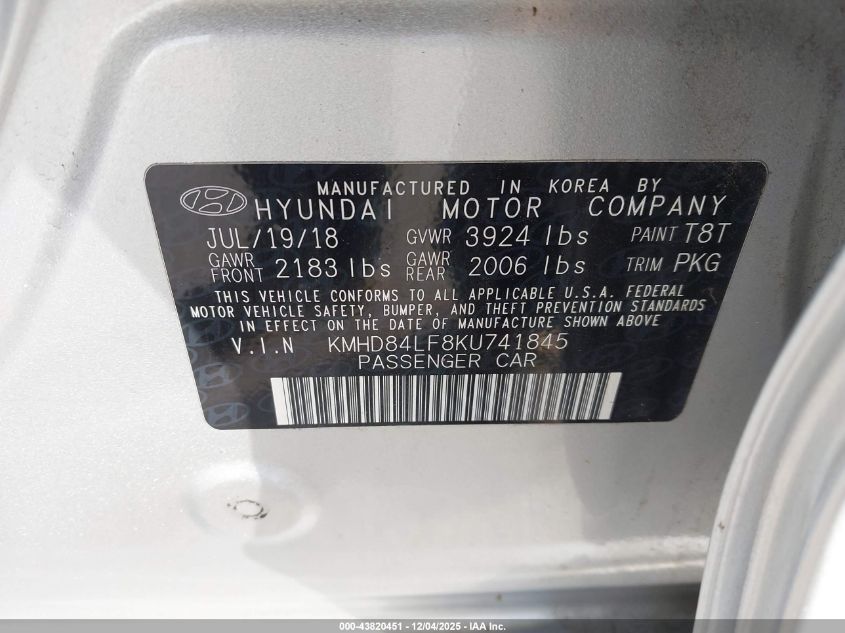 MANUFACTURED IN KOREA BY
HYUNDAI MOTOR COMPANY
JUL/19/18 GVWR 3924 lbs PAINT T8T
GAWR FRONT 2183 lbs GAWR REAR 2006 lbs TRIM PKG
THIS VEHICLE CONFORMS TO ALL APPLICABLE U.S.A. FEDERAL
MOTOR VEHICLE SAFETY, BUMPER, AND THEFT PREVENTION STANDARDS
IN EFFECT ON THE DATE OF MANUFACTURE SHOWN ABOVE
V.I.N KMHD84LF8KU741845
PASSENGER CAR
000-43820451 - 12/04/2025 - IAA Inc.